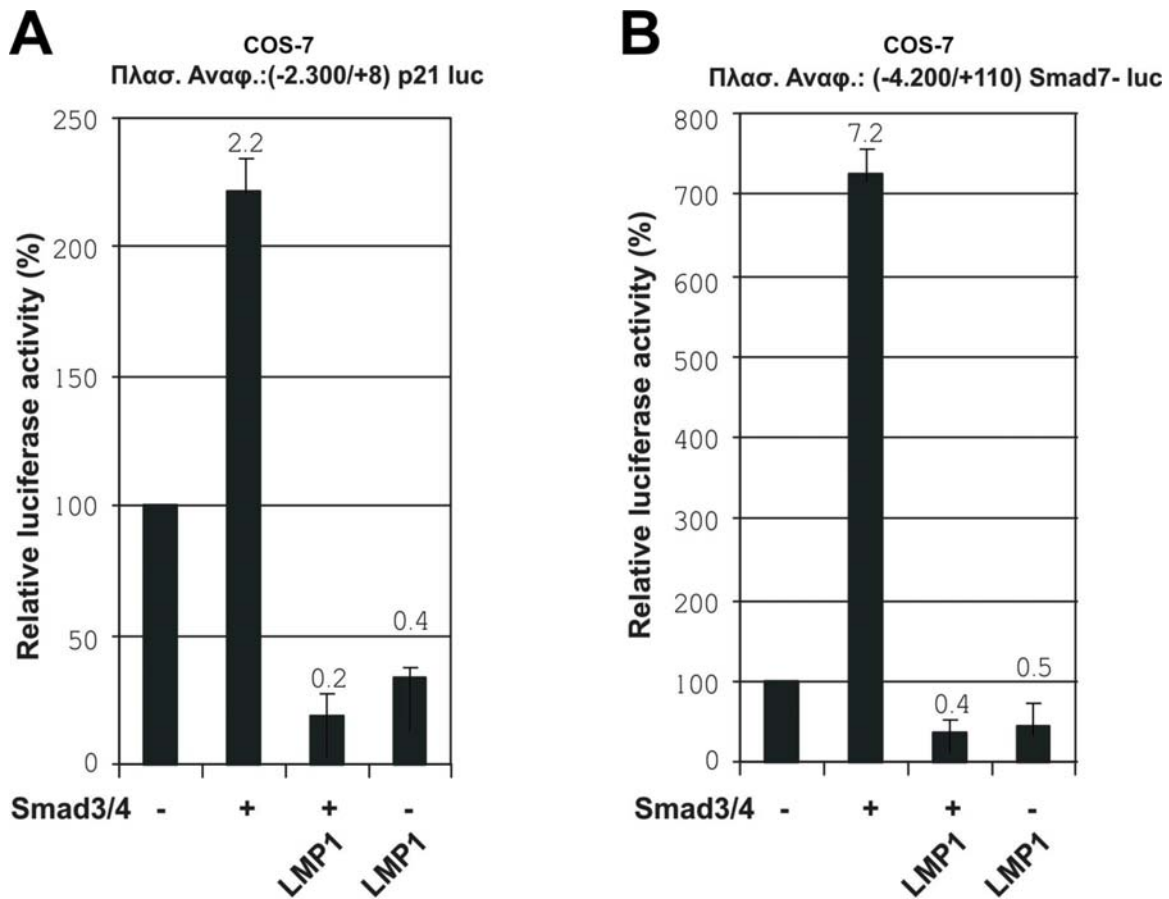 A
COS-7
Πλασ. Αναφ.:(-2.300/+8) p21 luc
Relative luciferase activity (%)
250
200
150
100
50
0
2.2
0.2
0.4
Smad3/4 - + + -
LMP1 LMP1
B
COS-7
Πλασ. Αναφ.: (-4.200/+110) Smad7- luc
Relative luciferase activity (%)
800
700
600
500
400
300
200
100
0
7.2
0.4
0.5
Smad3/4 - + + -
LMP1 LMP1